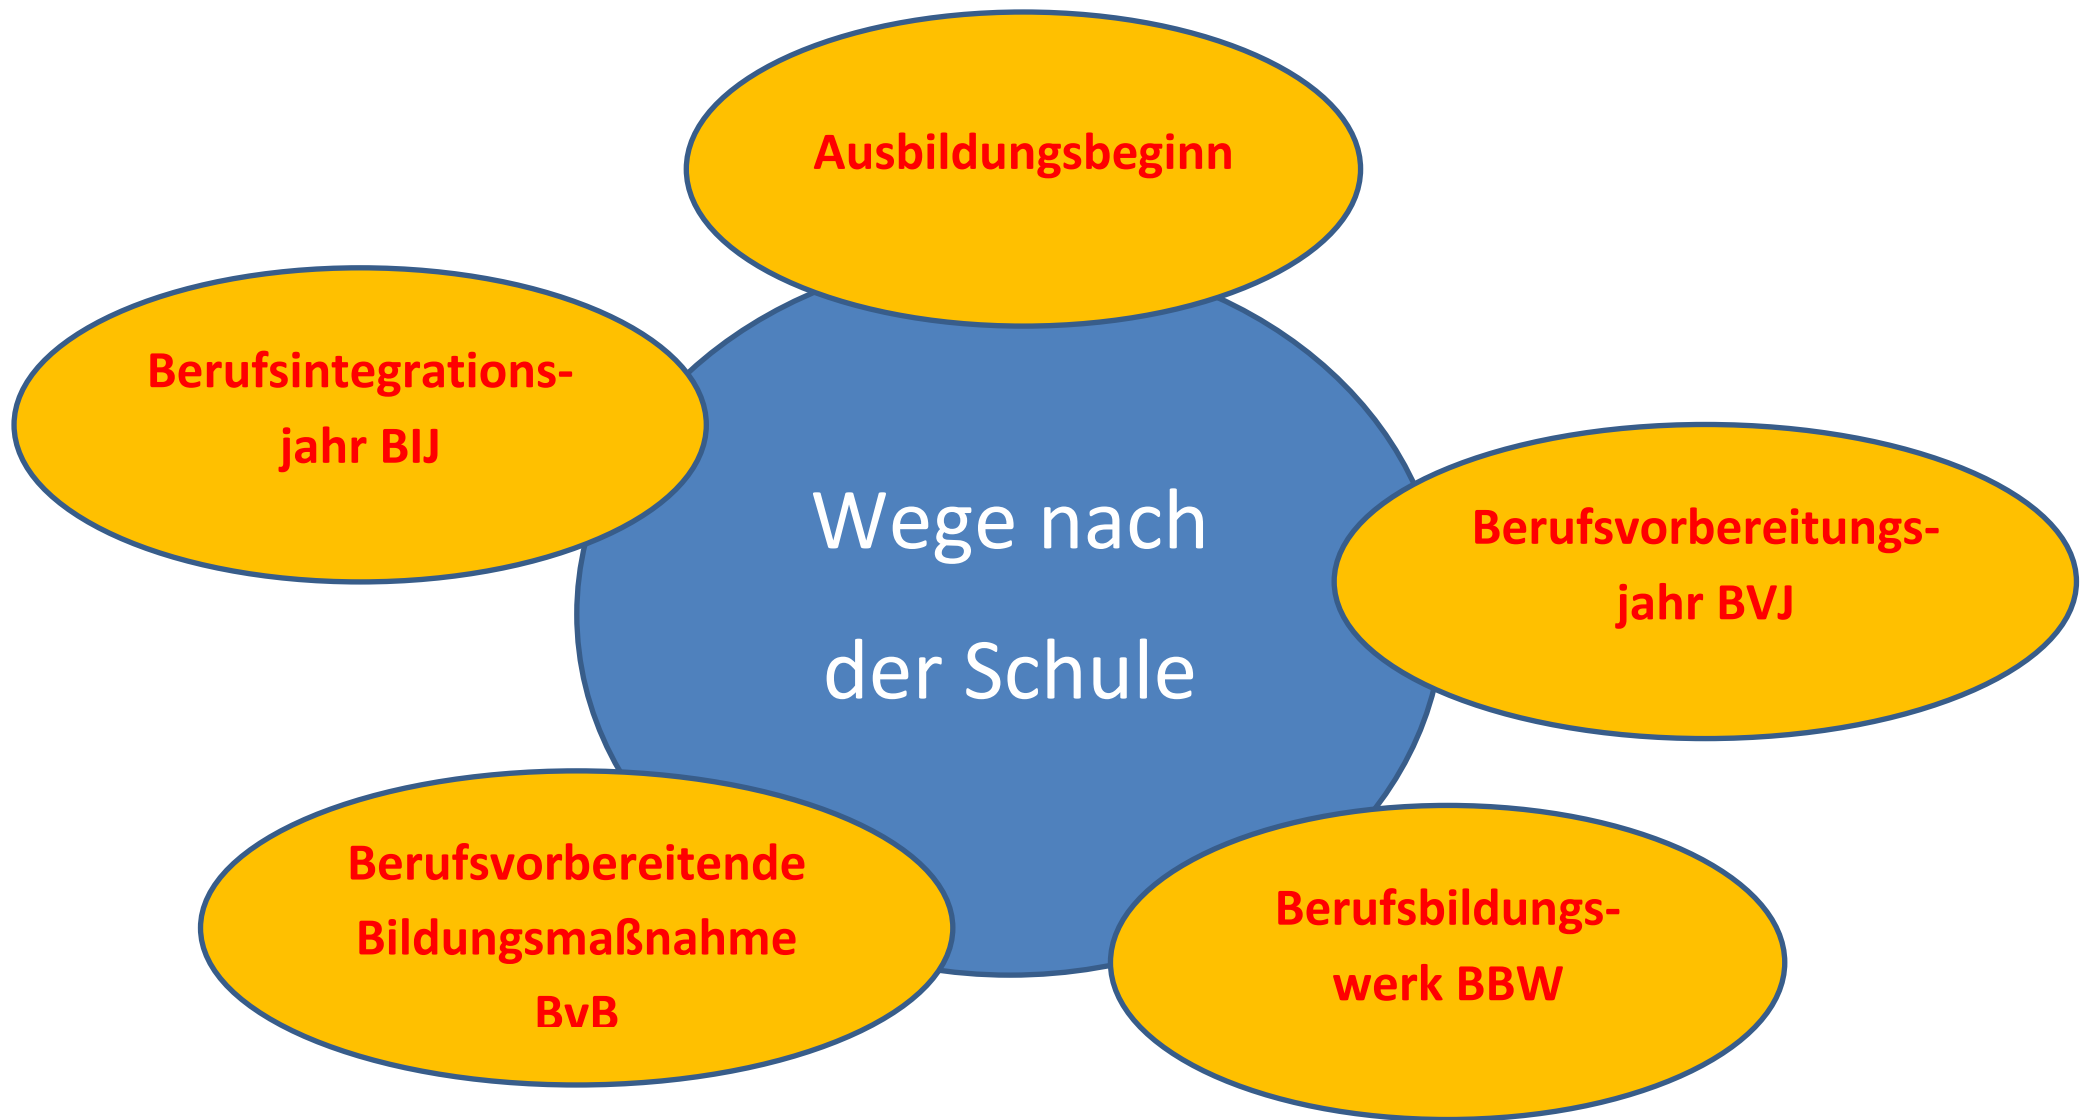 Ausbildungsbeginn
Berufsintegrations-
jahr BIJ
Wege nach
der Schule
Berufsvorbereitungs-
jahr BVJ
Berufsvorbereitende
Bildungsmaßnahme
BvB
Berufsbildungs-
werk BBW